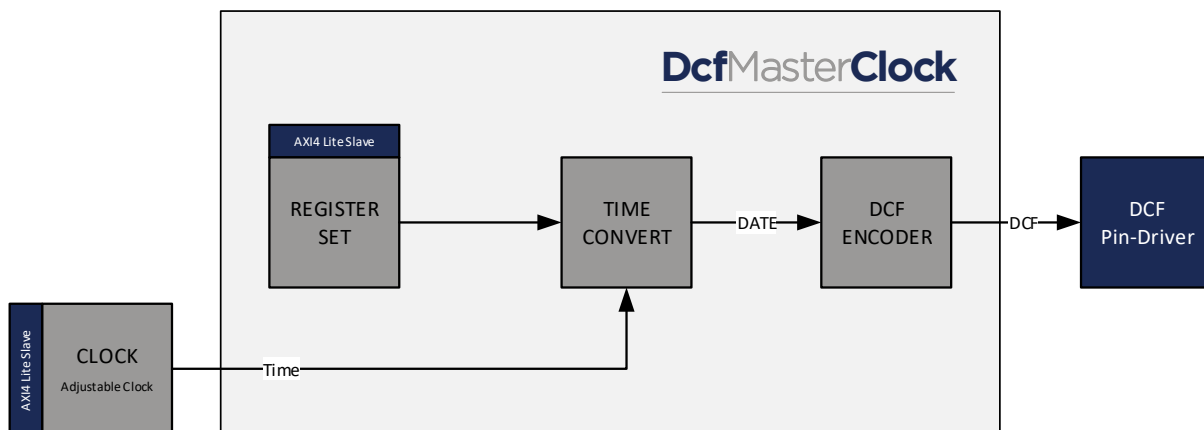 DcfMasterClock
AXI4 Lite Slave
REGISTER
SET
TIME
CONVERT
DATE
DCF
ENCODER
DCF
DCF
Pin-Driver
AXI4 Lite Slave
CLOCK
Adjustable Clock
Time